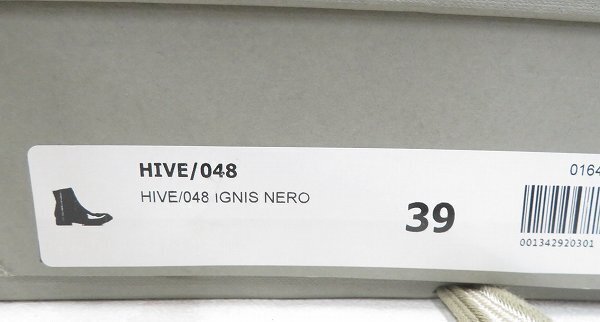 HIVE/048
0164
HIVE/048 IGNIS NERO
39
001342920301